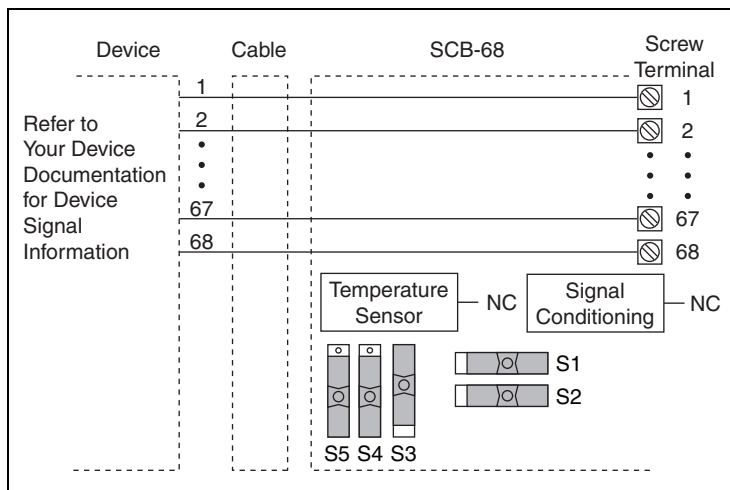 Device
Cable
SCB-68
Screw
Terminal
1
1
2
2
Refer to
Your Device
Documentation
for Device
Signal
Information
67
67
68
68
Temperature
Sensor
NC
Signal
Conditioning
NC
S1
S2
S5 S4 S3